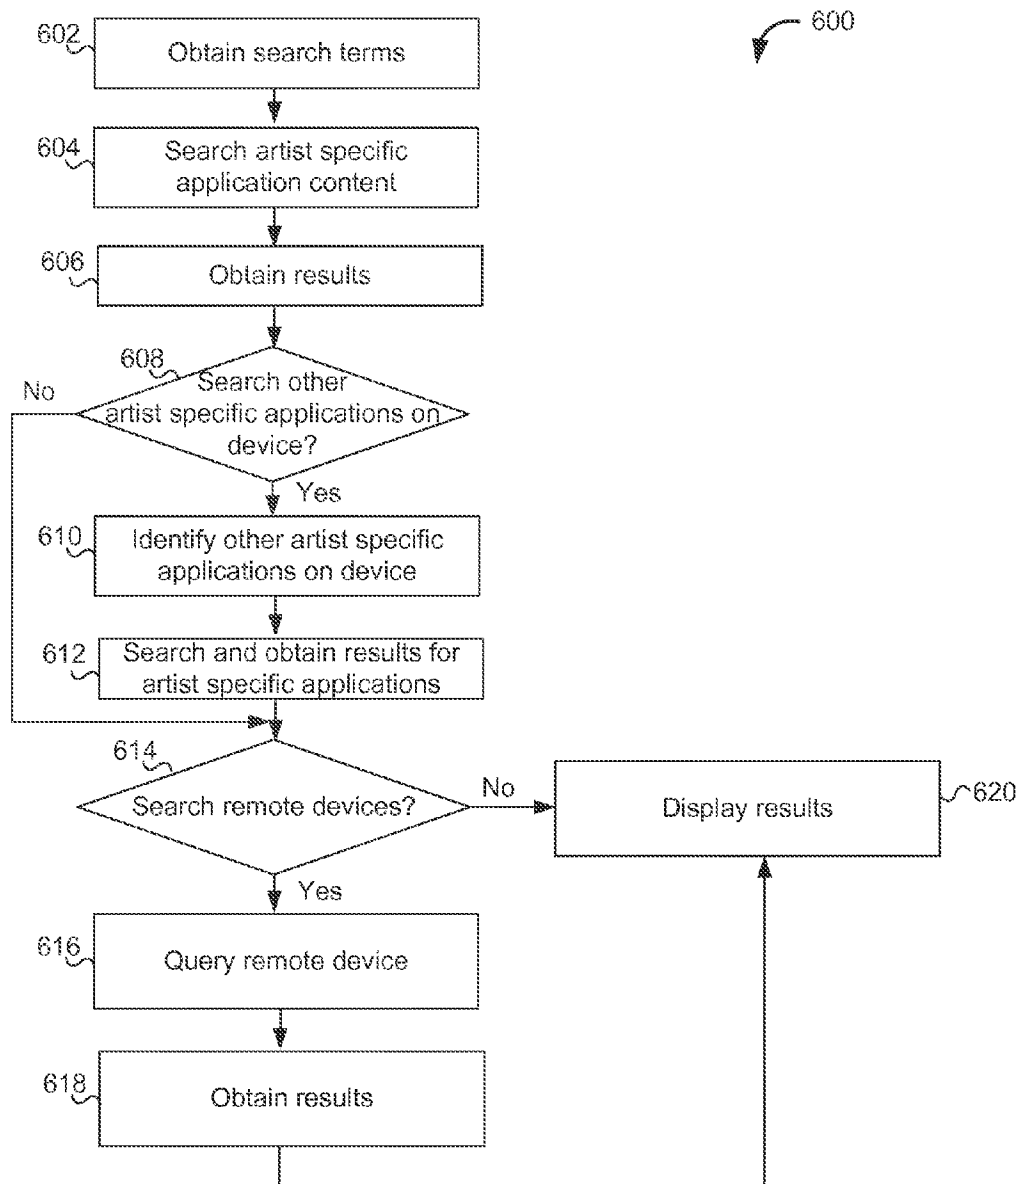 600
602
Obtain search terms
604
Search artist specific
application content
606
Obtain results
608
Search other
artist specific applications on
device?
No
Yes
610
Identify other artist specific
applications on device
612
Search and obtain results for
artist specific applications
614
Search remote devices?
No
Display results
620
Yes
616
Query remote device
618
Obtain results